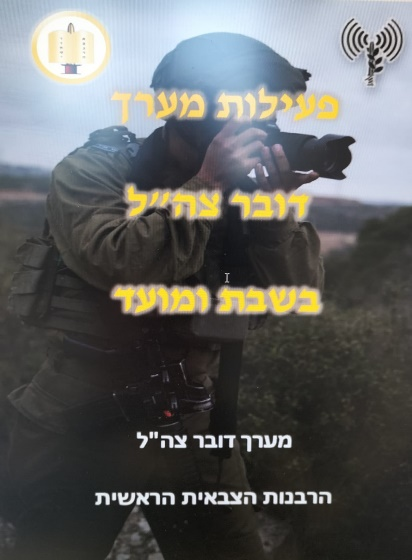 פעילות מערך
דובר צה״ל
בשבת ומועד
מערך דובר צה"ל
הרבנות הצבאית הראשית